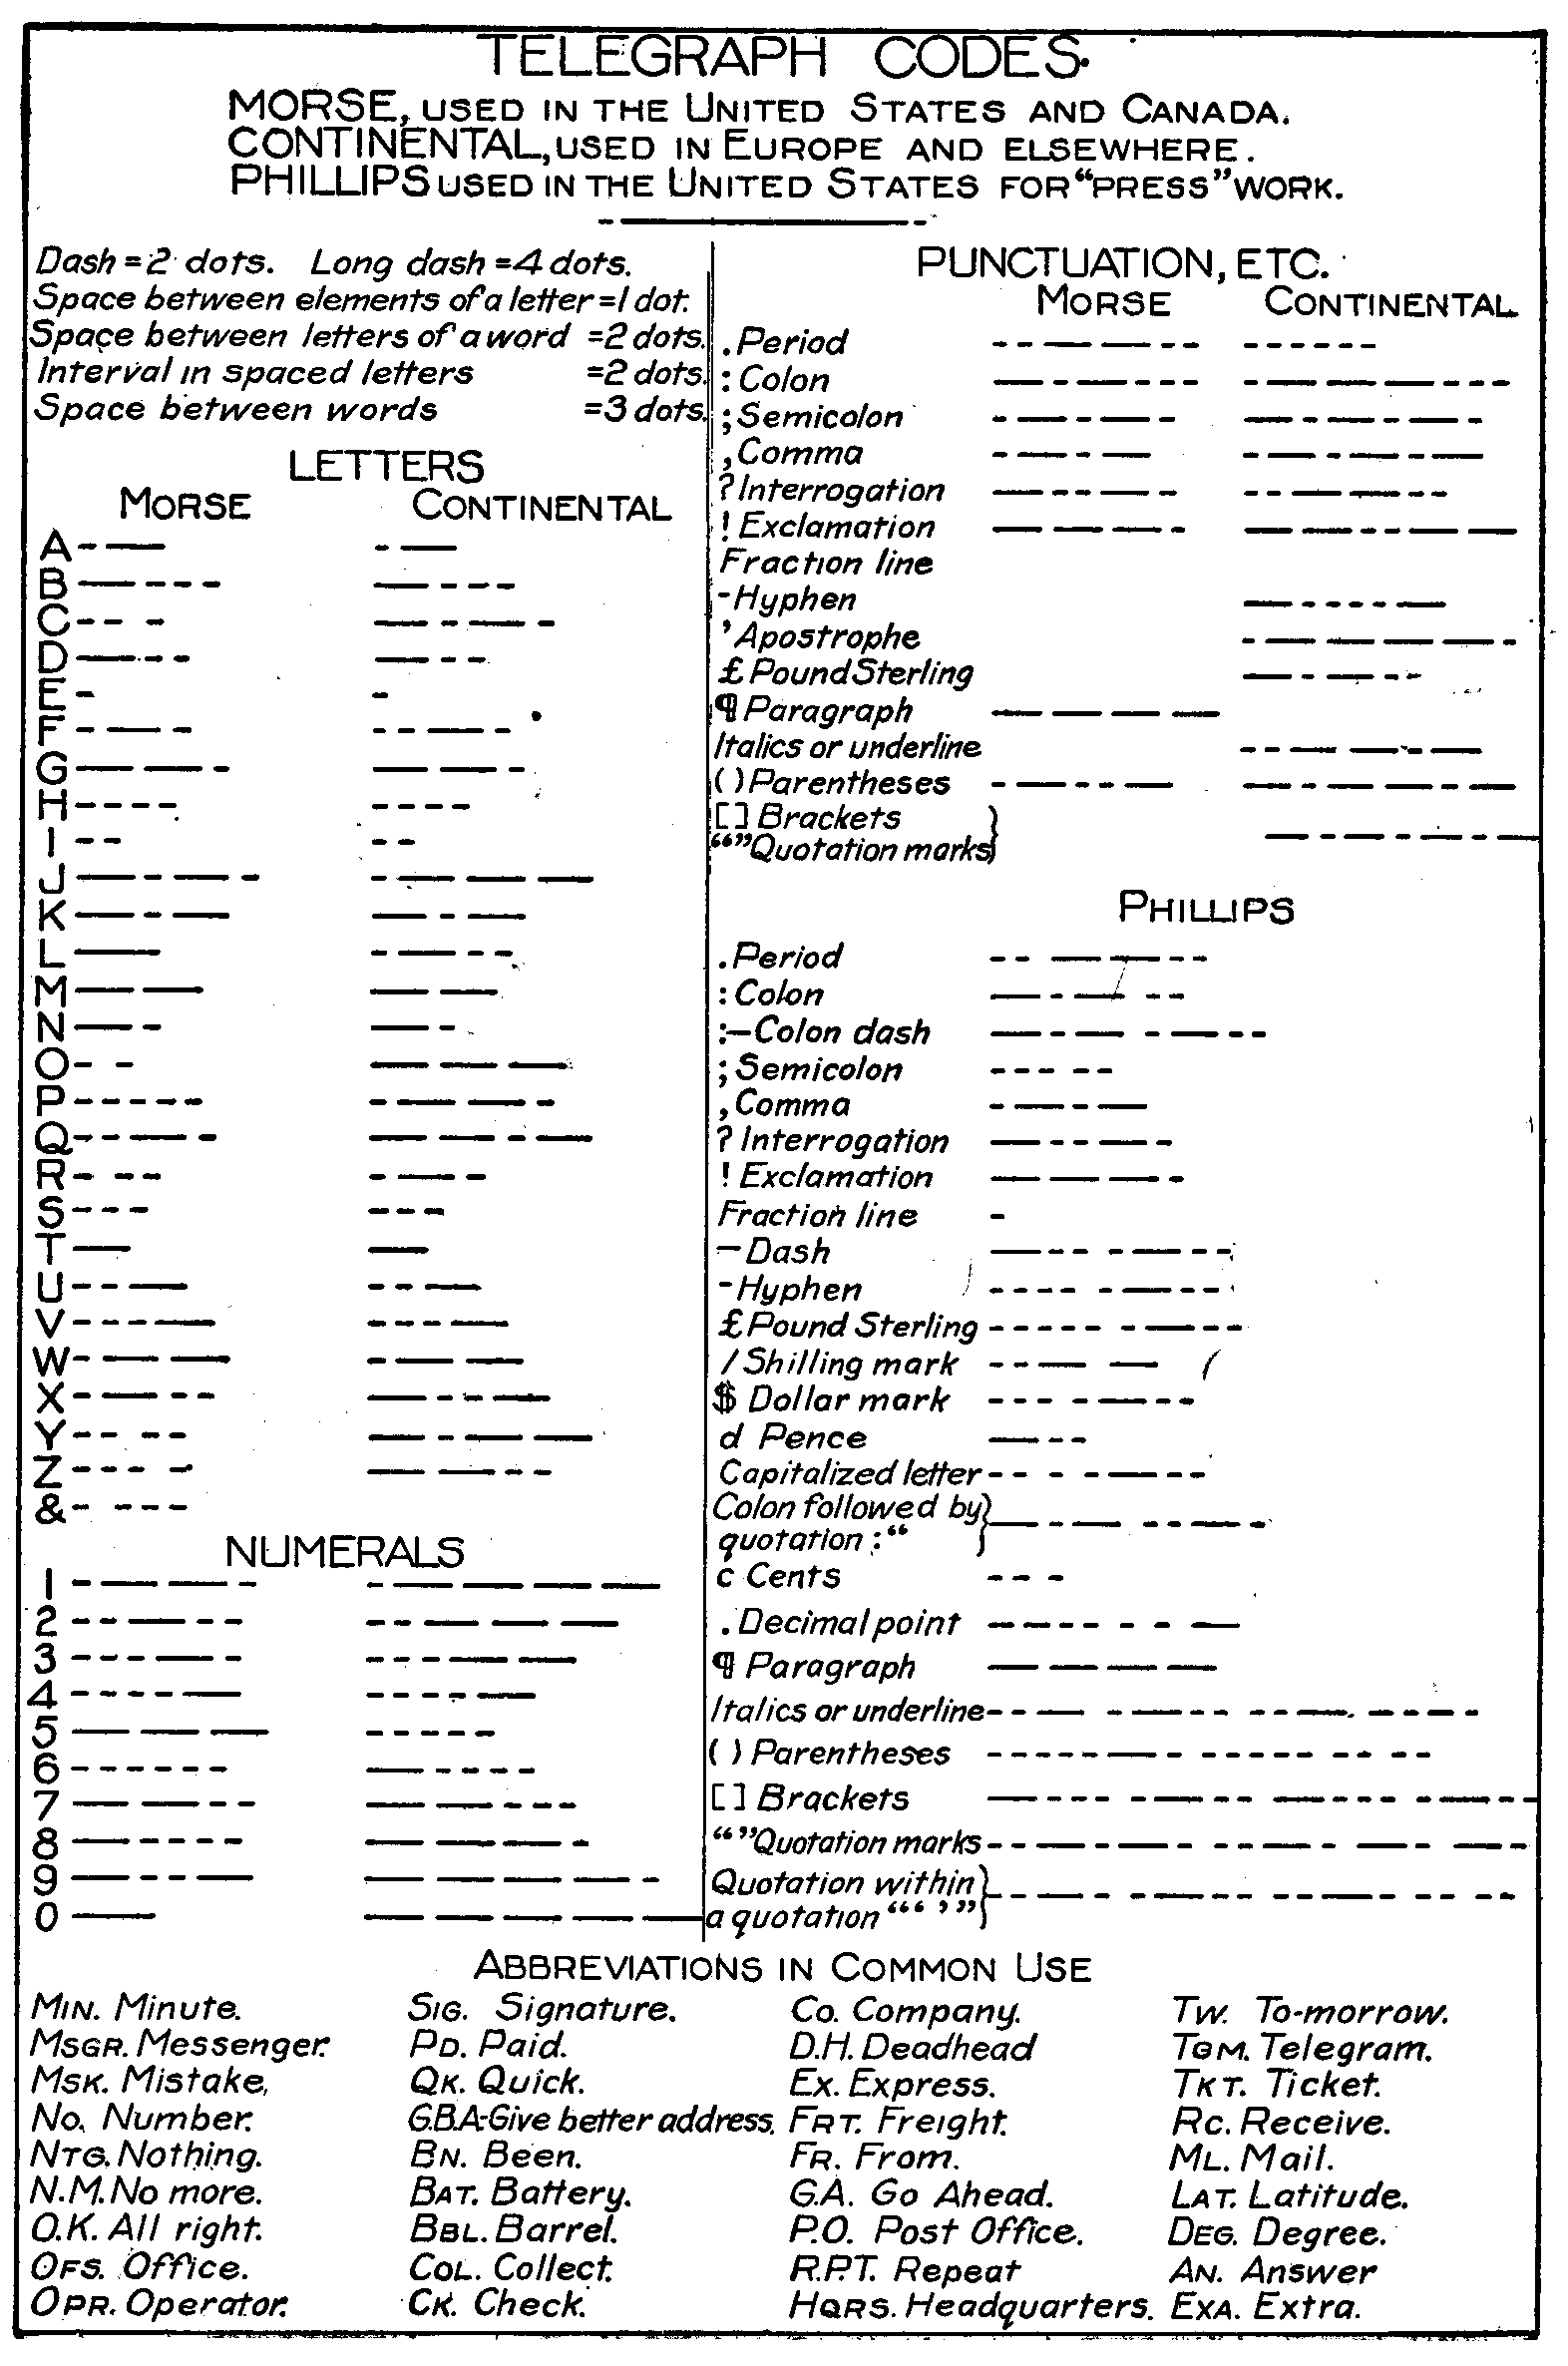 TELEGRAPH CODES.
MORSE, USED IN THE UNITED STATES AND CANADA.
CONTINENTAL, USED IN EUROPE AND ELSEWHERE.
PHILLIPS USED IN THE UNITED STATES FOR "PRESS" WORK.
Dash = 2 dots. Long dash = 4 dots.
Space between elements of a letter = 1 dot.
Space between letters of a word = 2 dots.
Interval in spaced letters = 2 dots.
Space between words = 3 dots.
LETTERS
MORSE CONTINENTAL
A
B
C
D
E
F
G
H
I
J
K
L
M
N
O
P
Q
R
S
T
U
V
W
X
Y
Z
&
NUMERALS
1
2
3
4
5
6
7
8
9
0
PUNCTUATION, ETC.
MORSE CONTINENTAL
. Period
: Colon
; Semicolon
, Comma
? Interrogation
! Exclamation
Fraction line
- Hyphen
’ Apostrophe
£ Pound Sterling
¶ Paragraph
Italics or underline
( ) Parentheses
[ ] Brackets
“ ” Quotation marks
PHILLIPS
. Period
: Colon
:— Colon dash
; Semicolon
, Comma
? Interrogation
! Exclamation
Fraction line
— Dash
- Hyphen
£ Pound Sterling
/ Shilling mark
$ Dollar mark
d Pence
Capitalized letter
Colon followed by
quotation : “
c Cents
. Decimal point
¶ Paragraph
Italics or underline
( ) Parentheses
[ ] Brackets
“ ” Quotation marks
Quotation within
a quotation “‘ ’”
ABBREVIATIONS IN COMMON USE
MIN. Minute. SIG. Signature. CO. Company. TW. To-morrow.
MSGR. Messenger. PD. Paid. D.H. Deadhead TGM. Telegram.
MSK. Mistake, QK. Quick. EX. Express. TKT. Ticket.
NO. Number. G.B.A. Give better address. FRT. Freight. RC. Receive.
NTG. Nothing. BN. Been. FR. From. ML. Mail.
N.M. No more. BAT. Battery. G.A. Go Ahead. LAT. Latitude.
O.K. All right. BBL. Barrel. P.O. Post Office. DEG. Degree.
OFS. Office. COL. Collect. R.P.T. Repeat AN. Answer
OPR. Operator. CK. Check. HQRS. Headquarters. EXA. Extra.